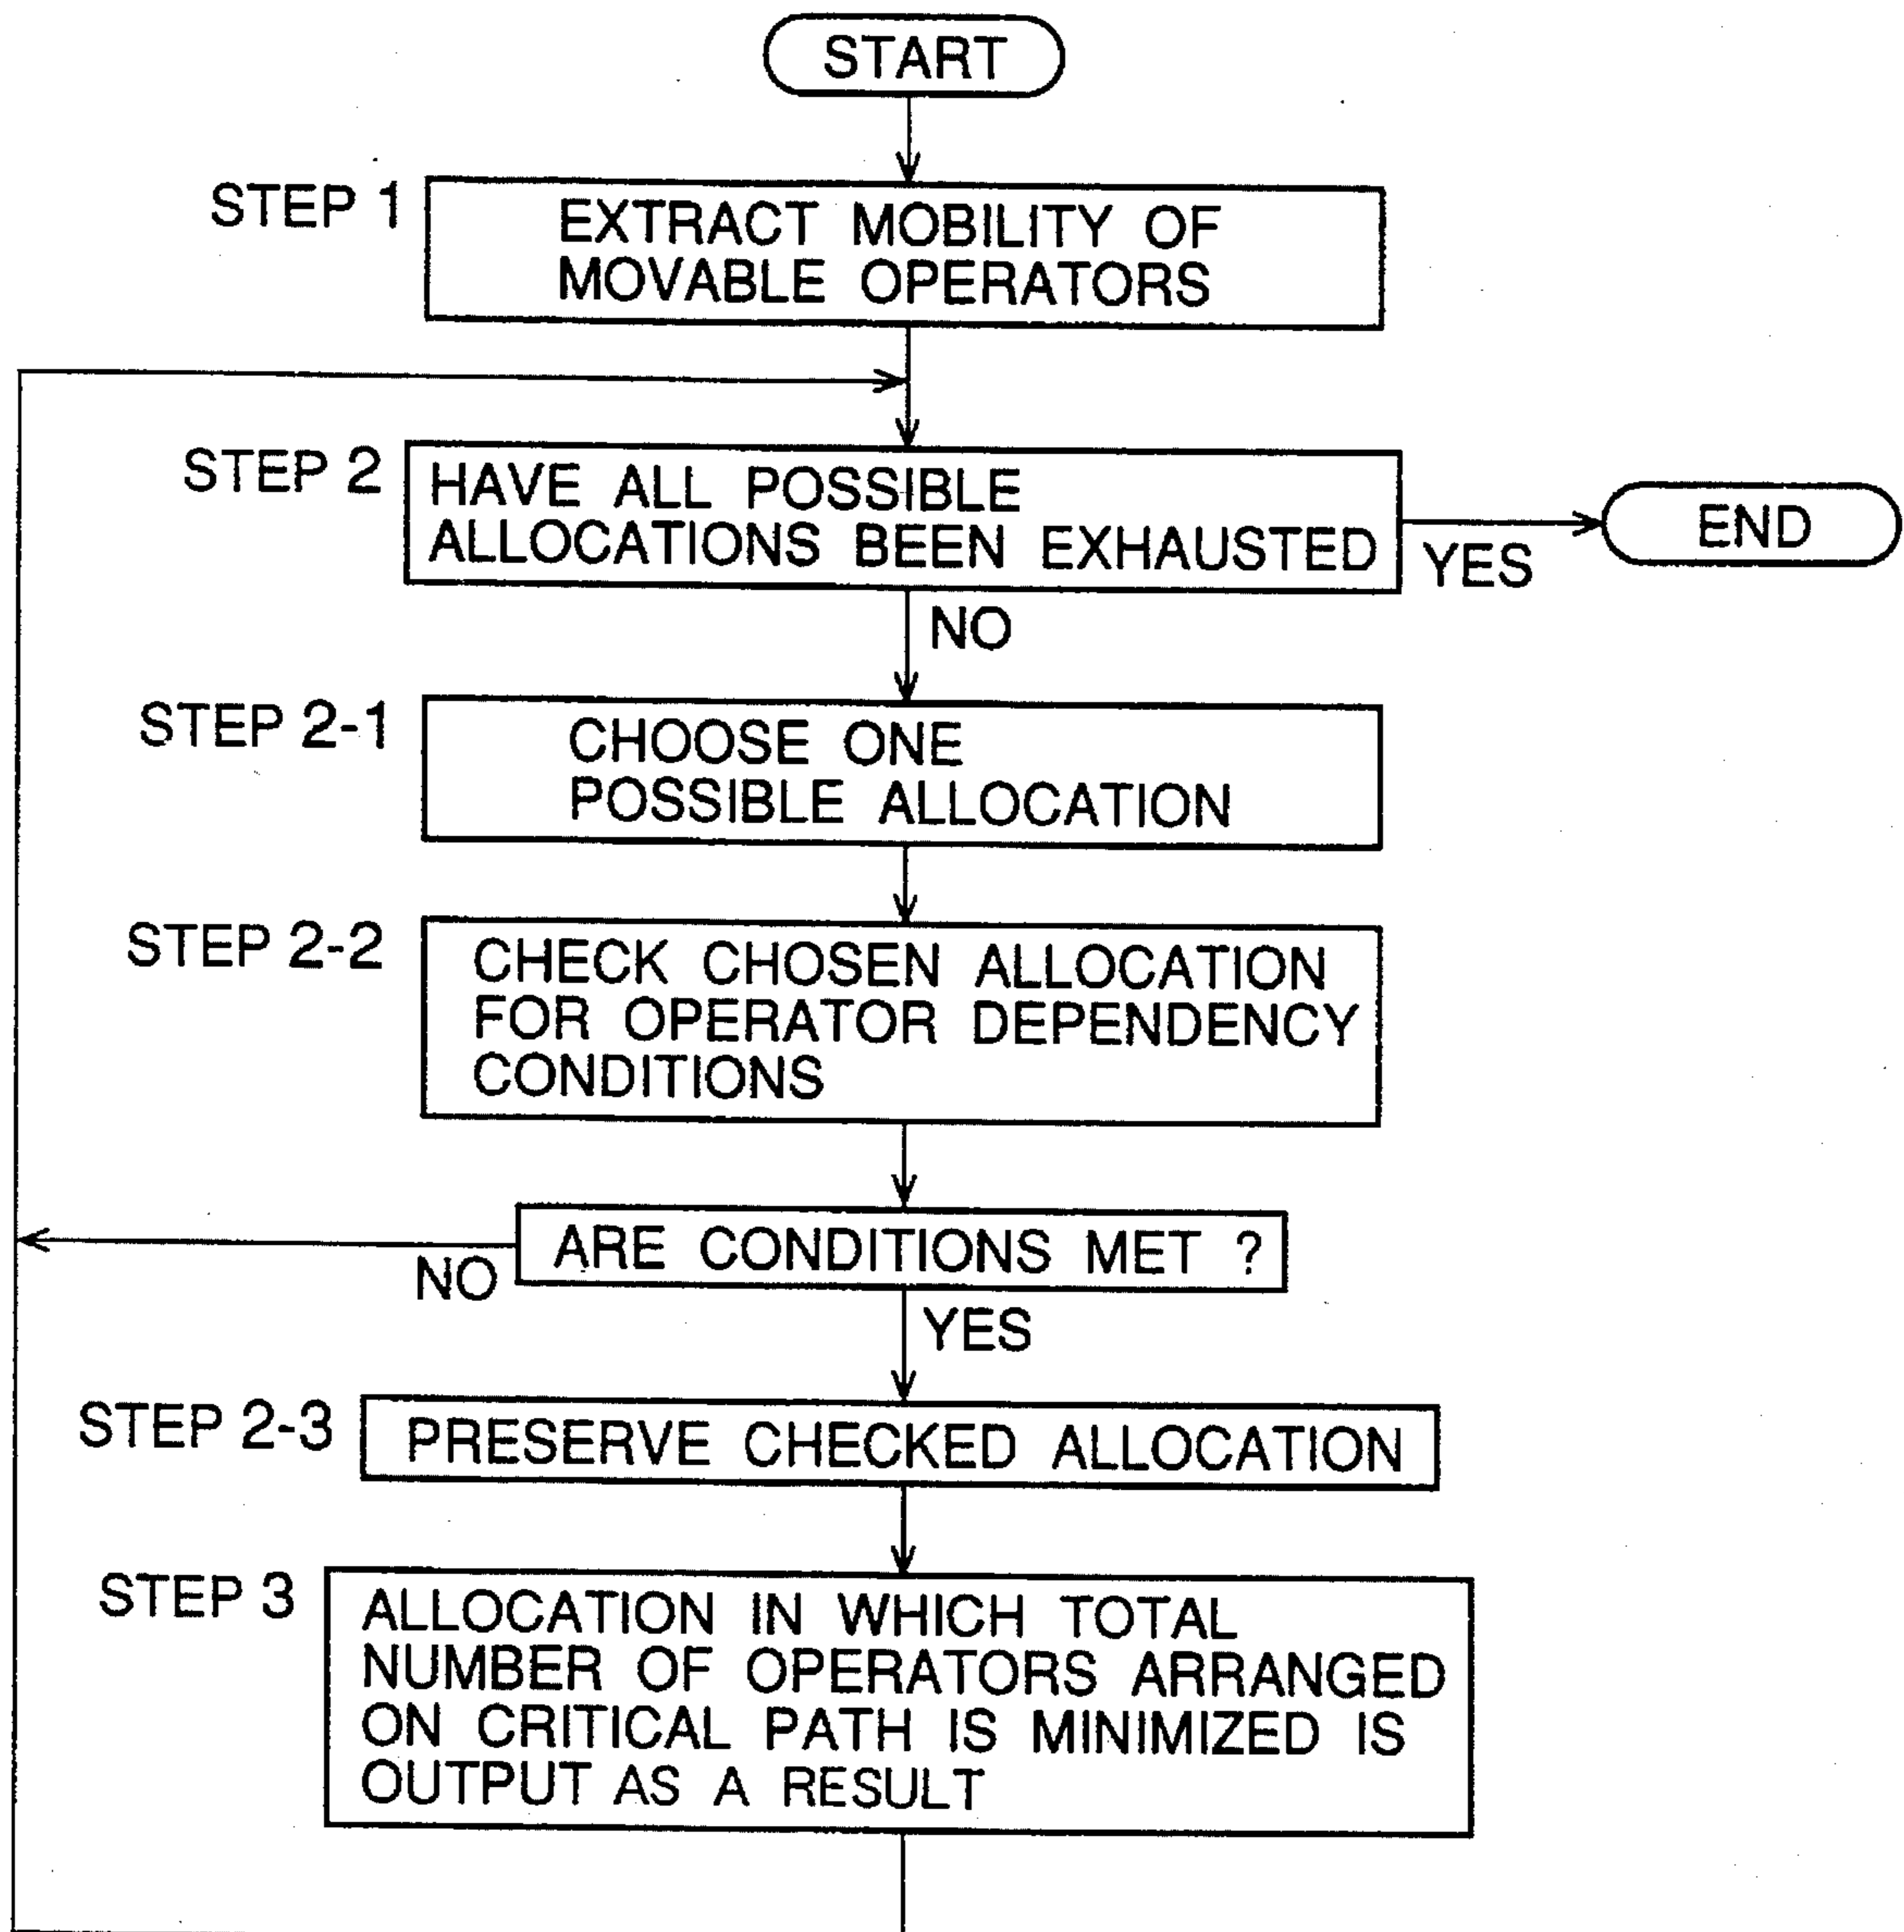 START
STEP 1
EXTRACT MOBILITY OF
MOVABLE OPERATORS
STEP 2
HAVE ALL POSSIBLE
ALLOCATIONS BEEN EXHAUSTED
YES
END
NO
STEP 2-1
CHOOSE ONE
POSSIBLE ALLOCATION
STEP 2-2
CHECK CHOSEN ALLOCATION
FOR OPERATOR DEPENDENCY
CONDITIONS
ARE CONDITIONS MET ?
NO
YES
STEP 2-3
PRESERVE CHECKED ALLOCATION
STEP 3
ALLOCATION IN WHICH TOTAL
NUMBER OF OPERATORS ARRANGED
ON CRITICAL PATH IS MINIMIZED IS
OUTPUT AS A RESULT